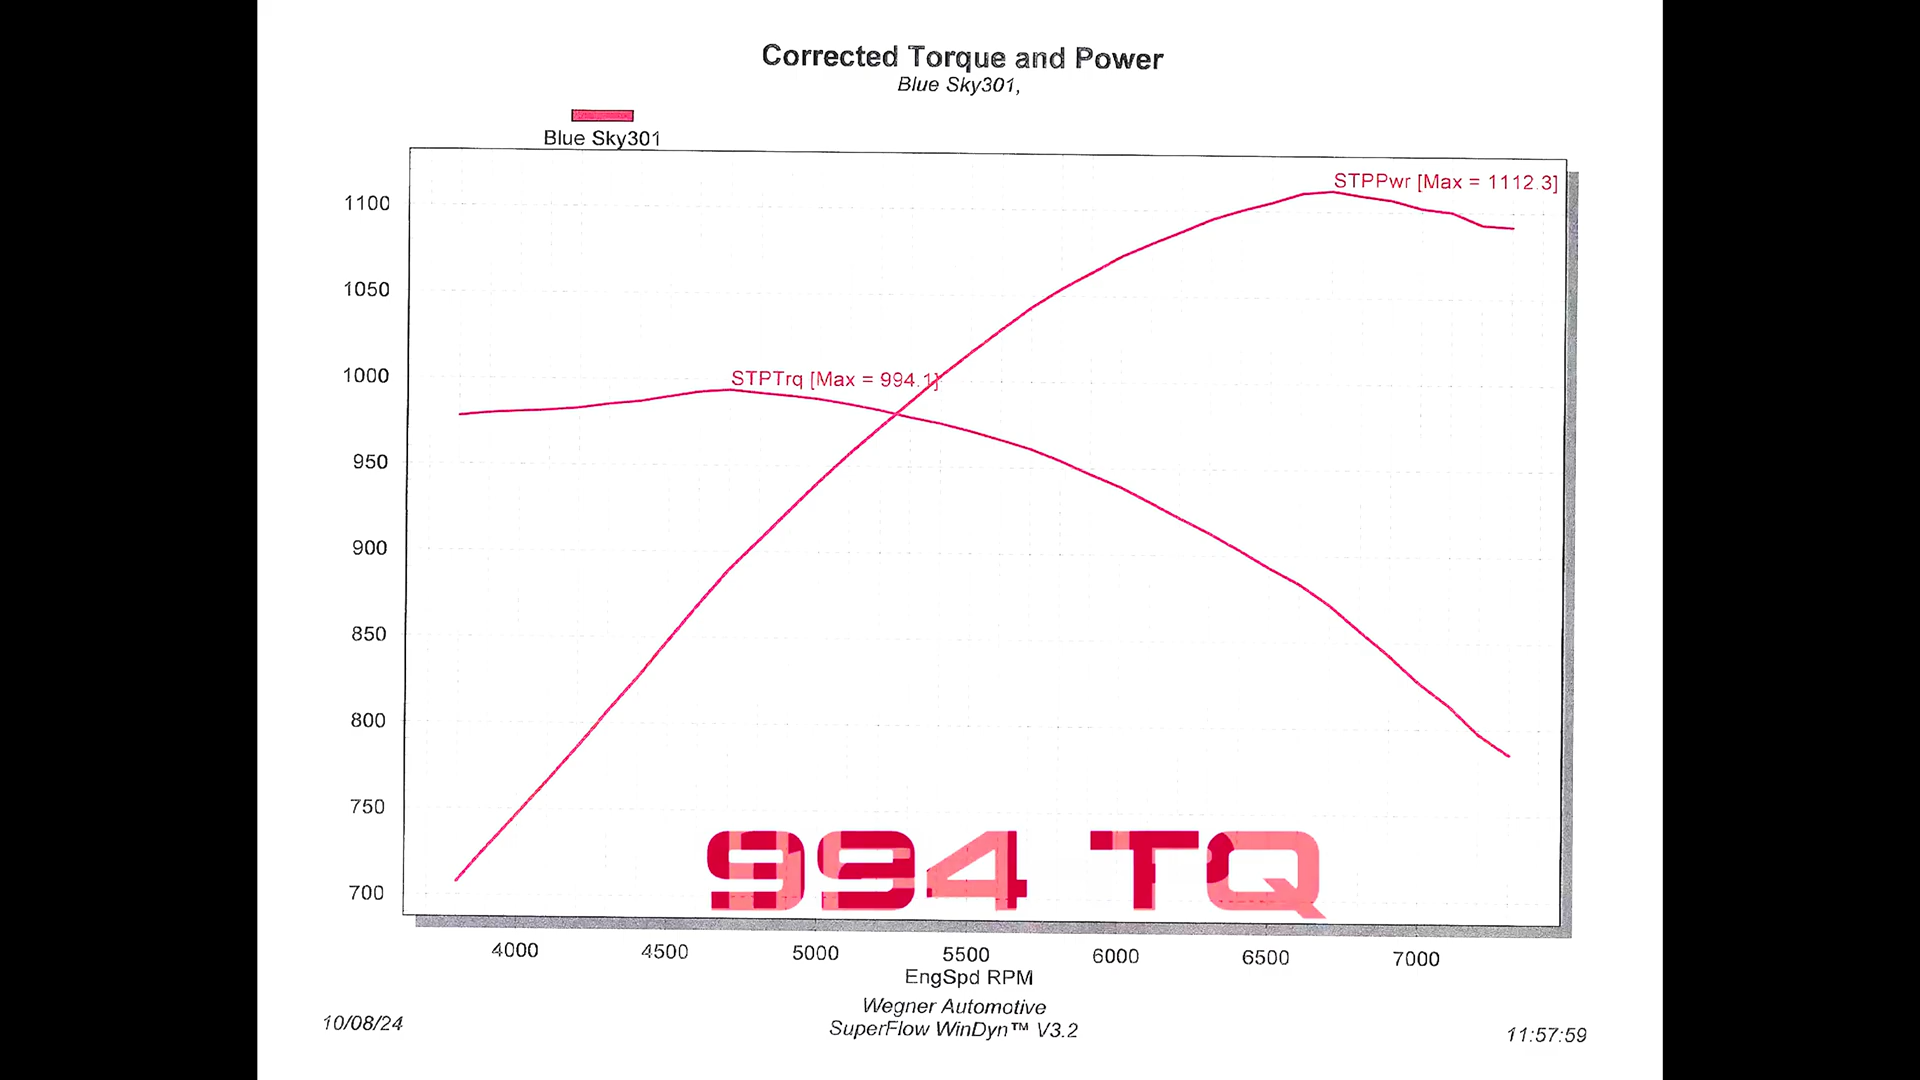 Corrected Torque and Power
Blue Sky301,
Blue Sky301
STPPwr [Max = 1112.3]
STPTrq [Max = 994.1]
1100
1050
1000
950
900
850
800
750
700
994 TQ
4000 4500 5000 5500 6000 6500 7000
EngSpd RPM
Wegner Automotive
SuperFlow WinDyn™ V3.2
10/08/24
11:57:59